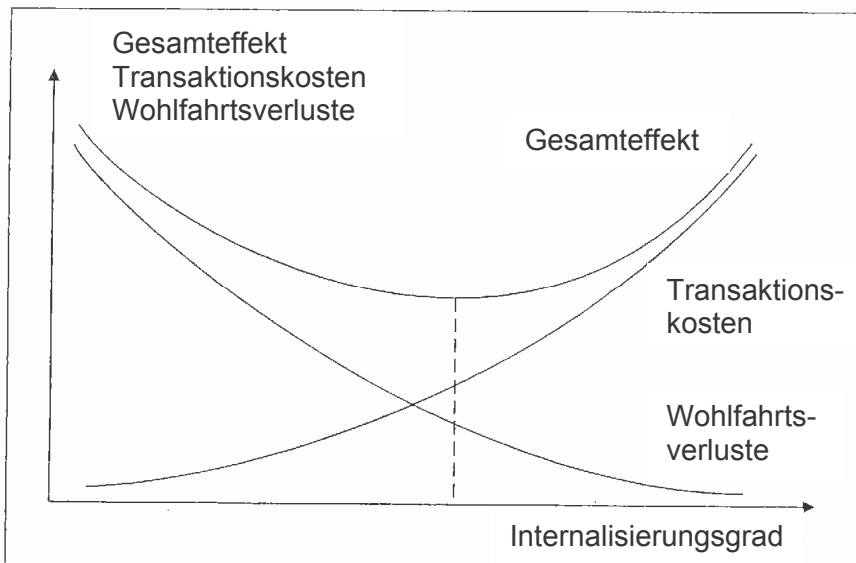 Gesamteffekt
Transaktionskosten
Wohlfahrtsverluste
Gesamteffekt
Transaktions-
kosten
Wohlfahrts-
verluste
Internalisierungsgrad